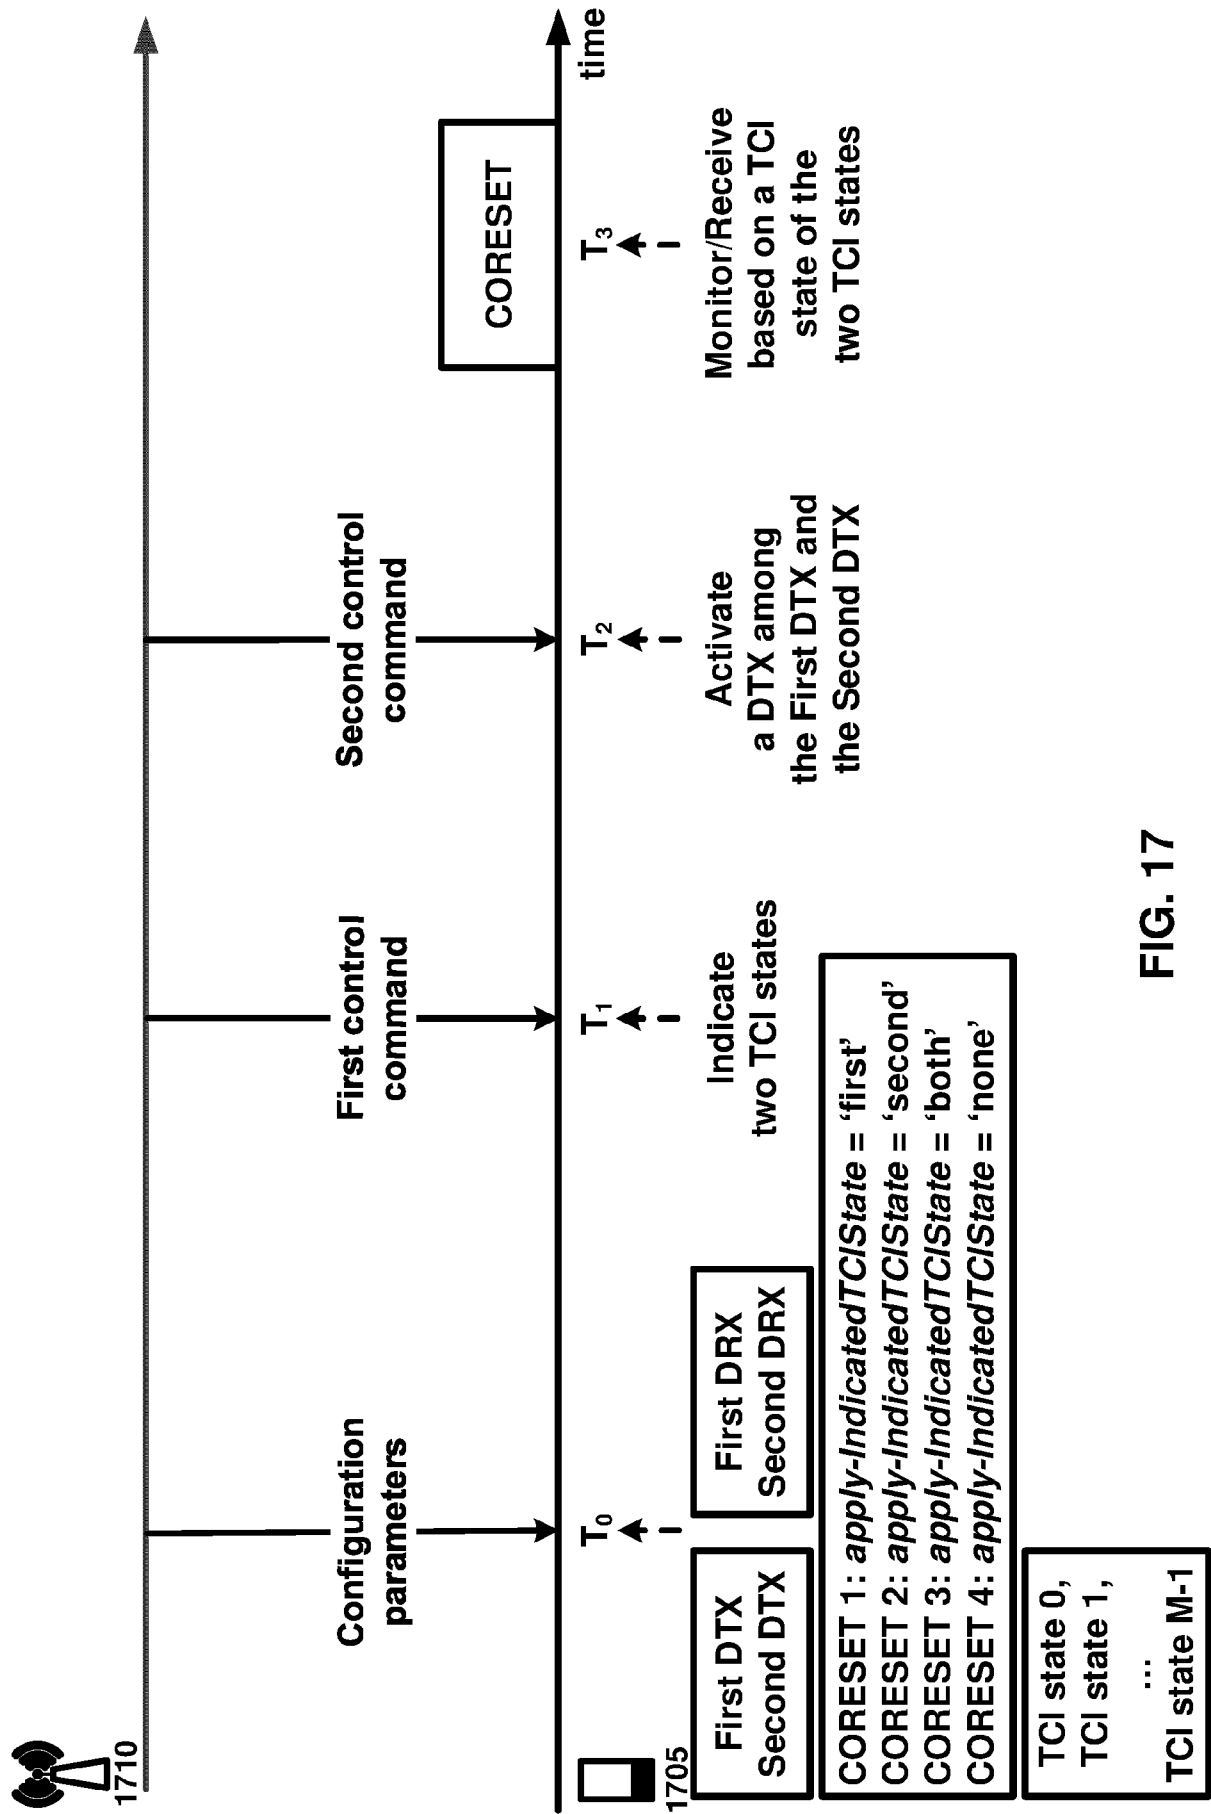 1710
Configuration
parameters
First control
command
Second control
command
CORESET
time
1705
T0
T1
T2
T3
First DTX
Second DTX
First DRX
Second DRX
Indicate
two TCI states
Activate
a DTX among
the First DTX and
the Second DTX
Monitor/Receive
based on a TCI
state of the
two TCI states
CORESET 1: apply-IndicatedTCIState = ‘first’
CORESET 2: apply-IndicatedTCIState = ‘second’
CORESET 3: apply-IndicatedTCIState = ‘both’
CORESET 4: apply-IndicatedTCIState = ‘none’
TCI state 0,
TCI state 1,
...
TCI state M-1
FIG. 17